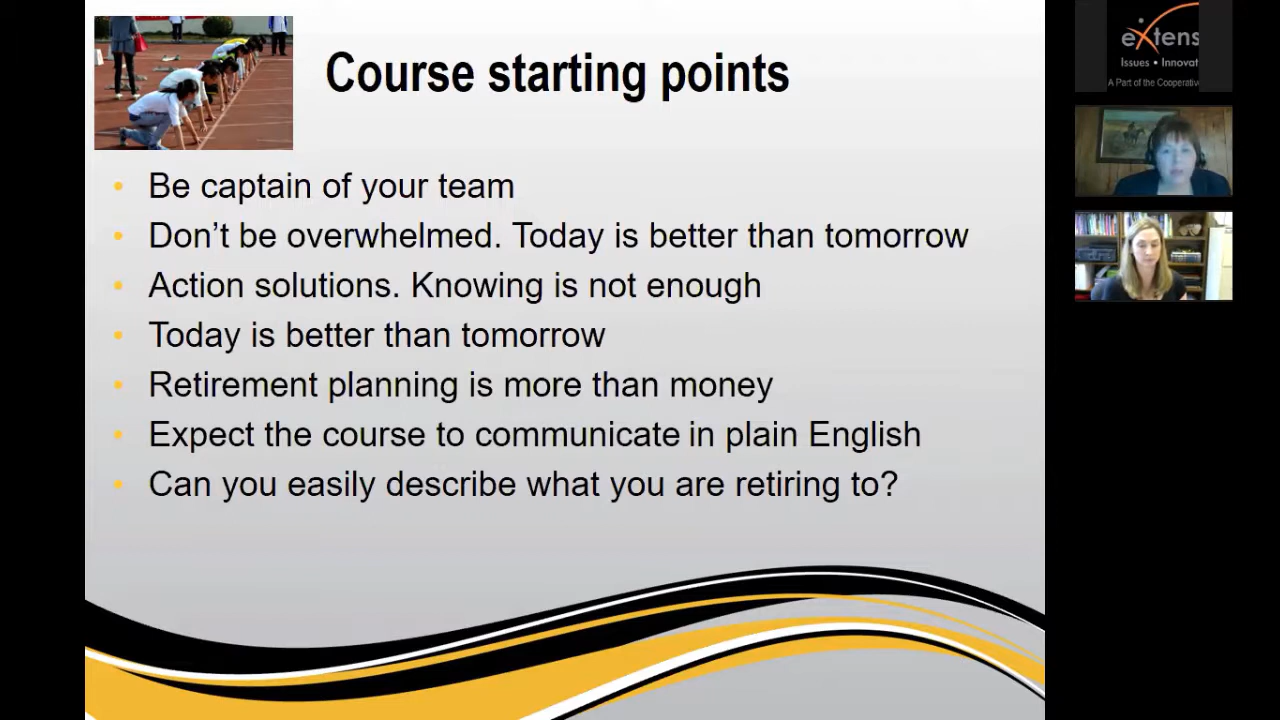 Course starting points
Be captain of your team
Don't be overwhelmed. Today is better than tomorrow
Action solutions. Knowing is not enough
Today is better than tomorrow
Retirement planning is more than money
Expect the course to communicate in plain English
Can you easily describe what you are retiring to?
eXtens
Issues • Innovat
A Part of the Cooperative